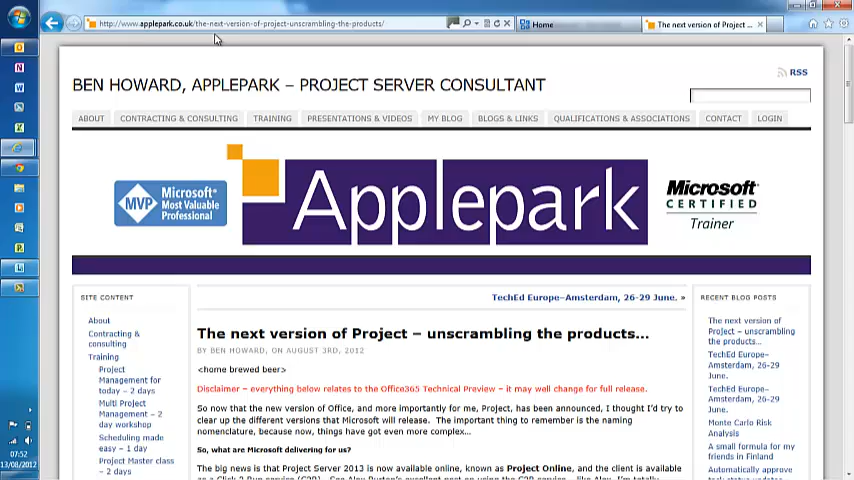 http://www.applepark.co.uk/the-next-version-of-project-unscrambling-the-products/
Home
The next version of Project ...
RSS
BEN HOWARD, APPLEPARK – PROJECT SERVER CONSULTANT
ABOUT
CONTRACTING & CONSULTING
TRAINING
PRESENTATIONS & VIDEOS
MY BLOG
BLOGS & LINKS
QUALIFICATIONS & ASSOCIATIONS
CONTACT
LOGIN
MVP
Microsoft®
Most Valuable
Professional
Applepark
Microsoft®
CERTIFIED
Trainer
SITE CONTENT
About
Contracting &
consulting
Training
Project
Management for
today – 2 days
Multi Project
Management – 2
day workshop
Scheduling made
easy – 1 day
Project Master class
– 2 days
TechEd Europe–Amsterdam, 26-29 June. »
The next version of Project – unscrambling the products…
BY BEN HOWARD, ON AUGUST 3RD, 2012
<home brewed beer>
Disclaimer – everything below relates to the Office365 Technical Preview – it may well change for full release.
So now that the new version of Office, and more importantly for me, Project, has been announced, I thought I'd try to
clear up the different versions that Microsoft will release. The important thing to remember is the naming
nomenclature, because now, things have got even more complex…
So, what are Microsoft delivering for us?
The big news is that Project Server 2013 is now available online, known as Project Online, and the client is available
RECENT BLOG POSTS
The next version of
Project – unscrambling
the products…
TechEd Europe–
Amsterdam, 26-29
June.
TechEd Europe–
Amsterdam, 26-29
June.
Monte Carlo Risk
Analysis
A small formula for my
friends in Finland
Automatically approve
07:52
13/08/2012